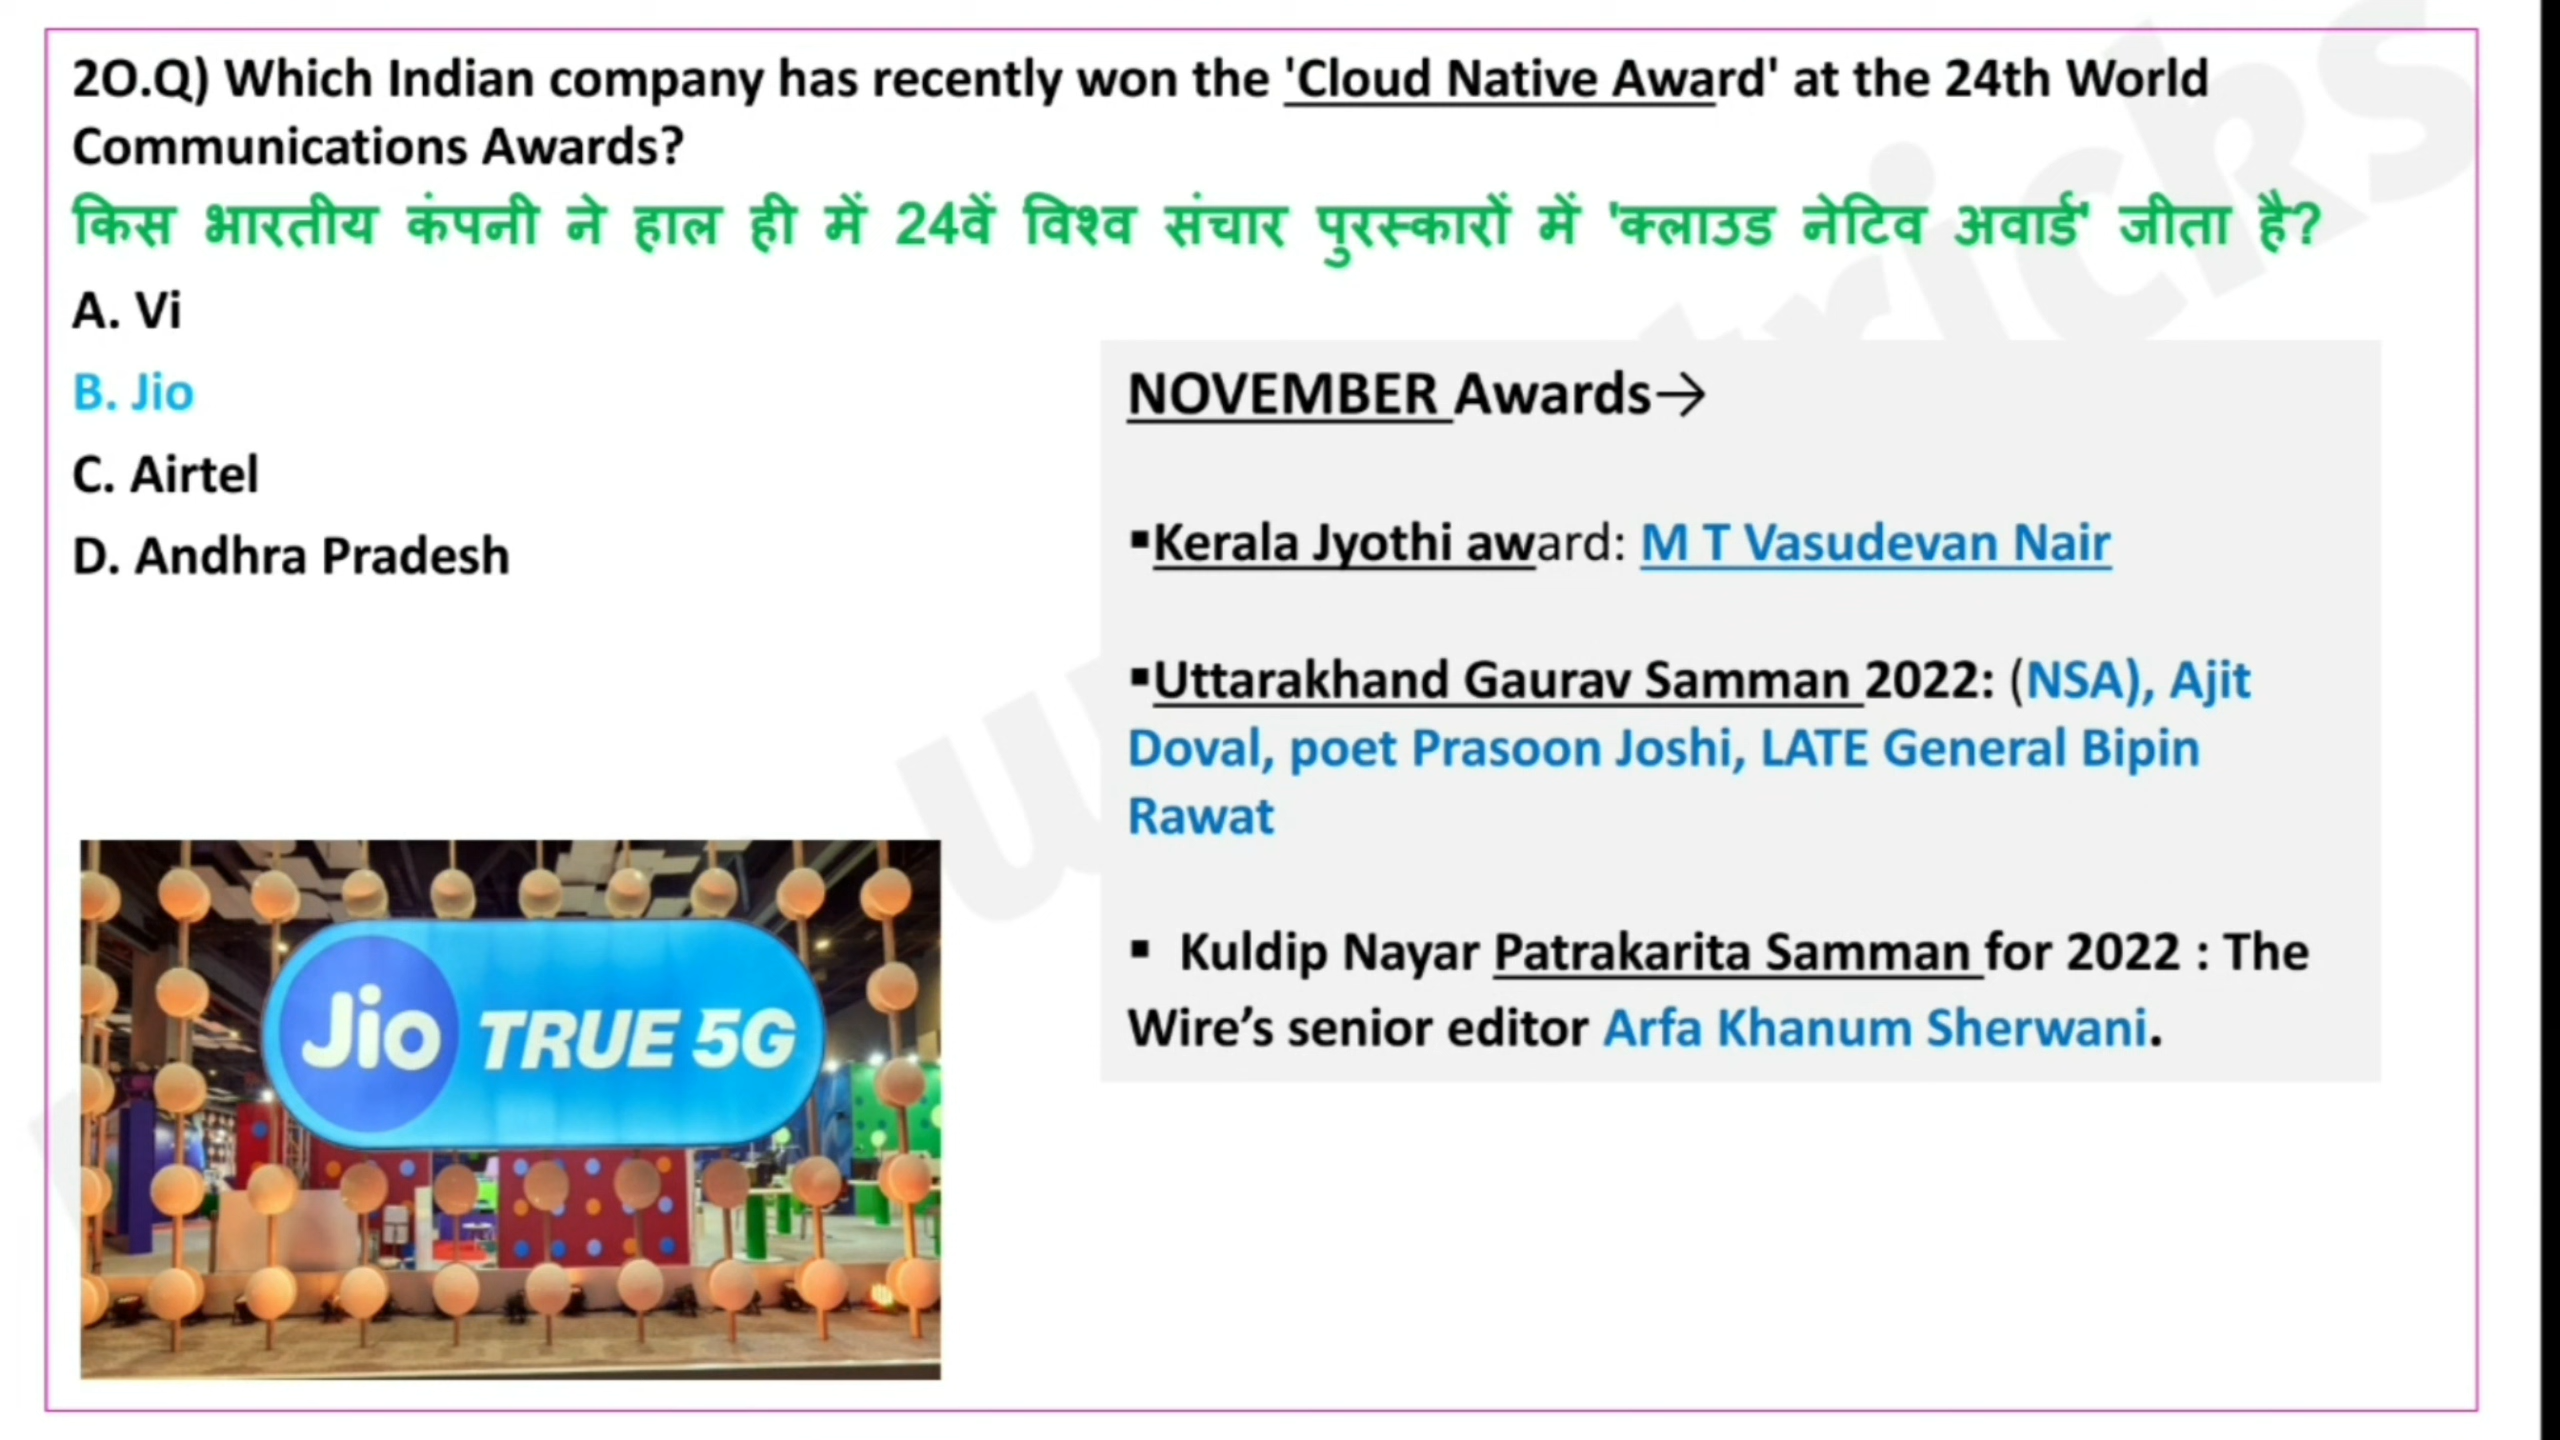 2O.Q) Which Indian company has recently won the 'Cloud Native Award' at the 24th World
Communications Awards?
किस भारतीय कंपनी ने हाल ही में 24वें विश्व संचार पुरस्कारों में 'क्लाउड नेटिव अवार्ड' जीता है?
A. Vi
B. Jio
C. Airtel
D. Andhra Pradesh
NOVEMBER Awards→
▪Kerala Jyothi award: M T Vasudevan Nair
▪Uttarakhand Gaurav Samman 2022: (NSA), Ajit
Doval, poet Prasoon Joshi, LATE General Bipin
Rawat
▪ Kuldip Nayar Patrakarita Samman for 2022 : The
Wire’s senior editor Arfa Khanum Sherwani.
Jio TRUE 5G